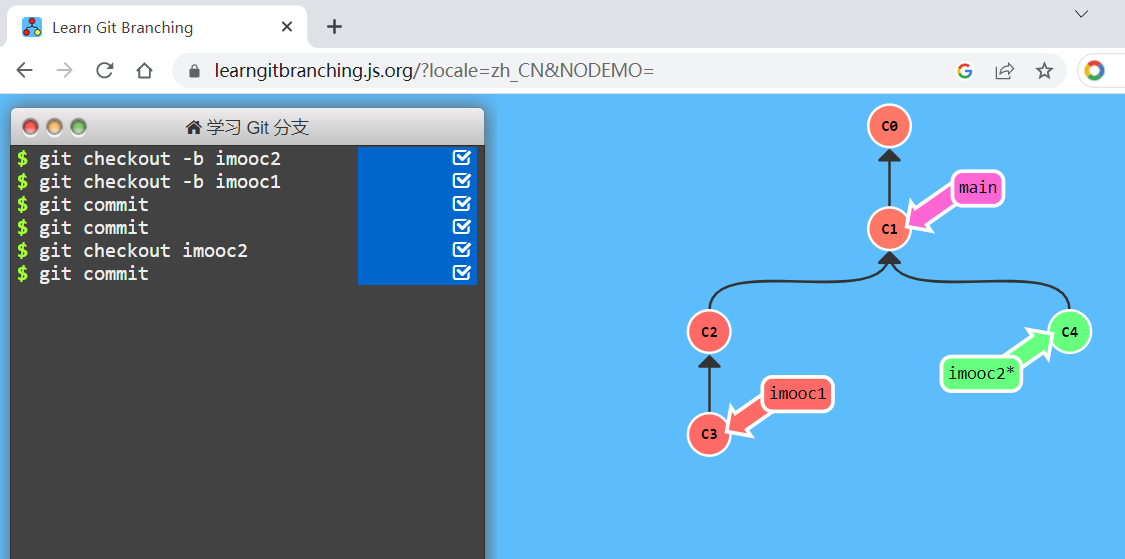 Learn Git Branching
learngitbranching.js.org/?locale=zh_CN&NODEMO=
学习 Git 分支
$ git checkout -b imooc2
$ git checkout -b imooc1
$ git commit
$ git commit
$ git checkout imooc2
$ git commit
C0
main
C1
C2
C4
imooc2*
imooc1
C3